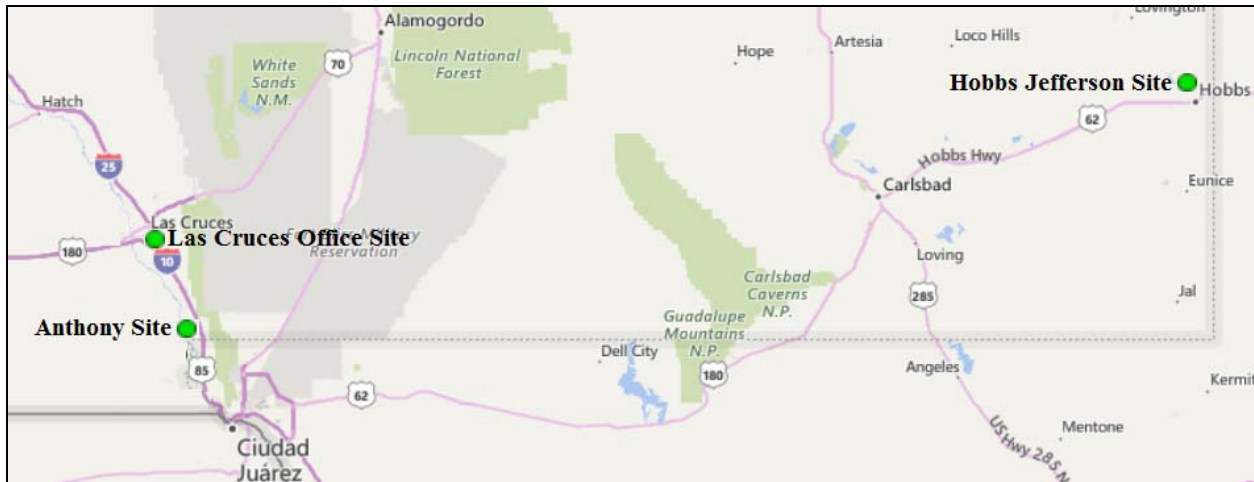 Alamogordo
Lovington
70
Lincoln National
Forest
Hope
Artesia
Loco Hills
White
Sands
N.M.
Hobbs Jefferson Site
Hatch
Hobbs
62
25
Hobbs Hwy
Carlsbad
Eunice
Las Cruces
Las Cruces Office Site
Military
Reservation
180
10
Loving
Carlsbad
Caverns
N.P.
285
Jal
Anthony Site
Guadalupe
Mountains
N.P.
Dell City
85
180
Angeles
Kermit
62
Ciudad
Juárez
US Hwy 285 N
Mentone